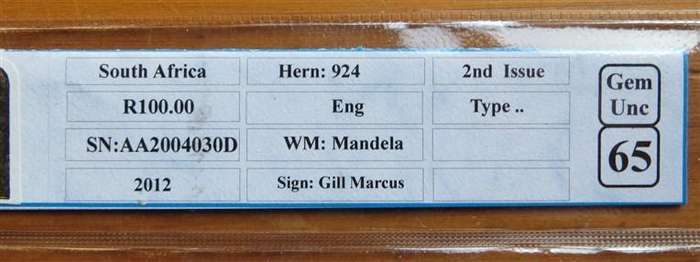 South Africa Hern: 924 2nd Issue
R100.00 Eng Type ..
SN:AA2004030D WM: Mandela
2012 Sign: Gill Marcus
Gem
Unc
65